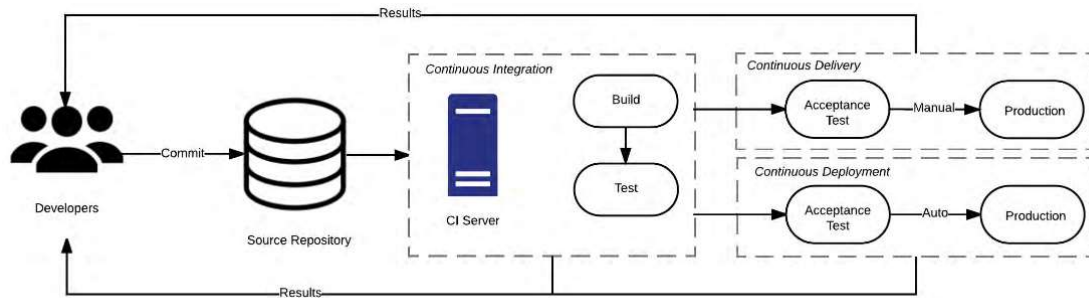 Results
Continuous Integration
Continuous Delivery
Build
Acceptance
Test
Manual
Production
Commit
Continuous Deployment
Test
Developers
CI Server
Acceptance
Test
Auto
Production
Source Repository
Results